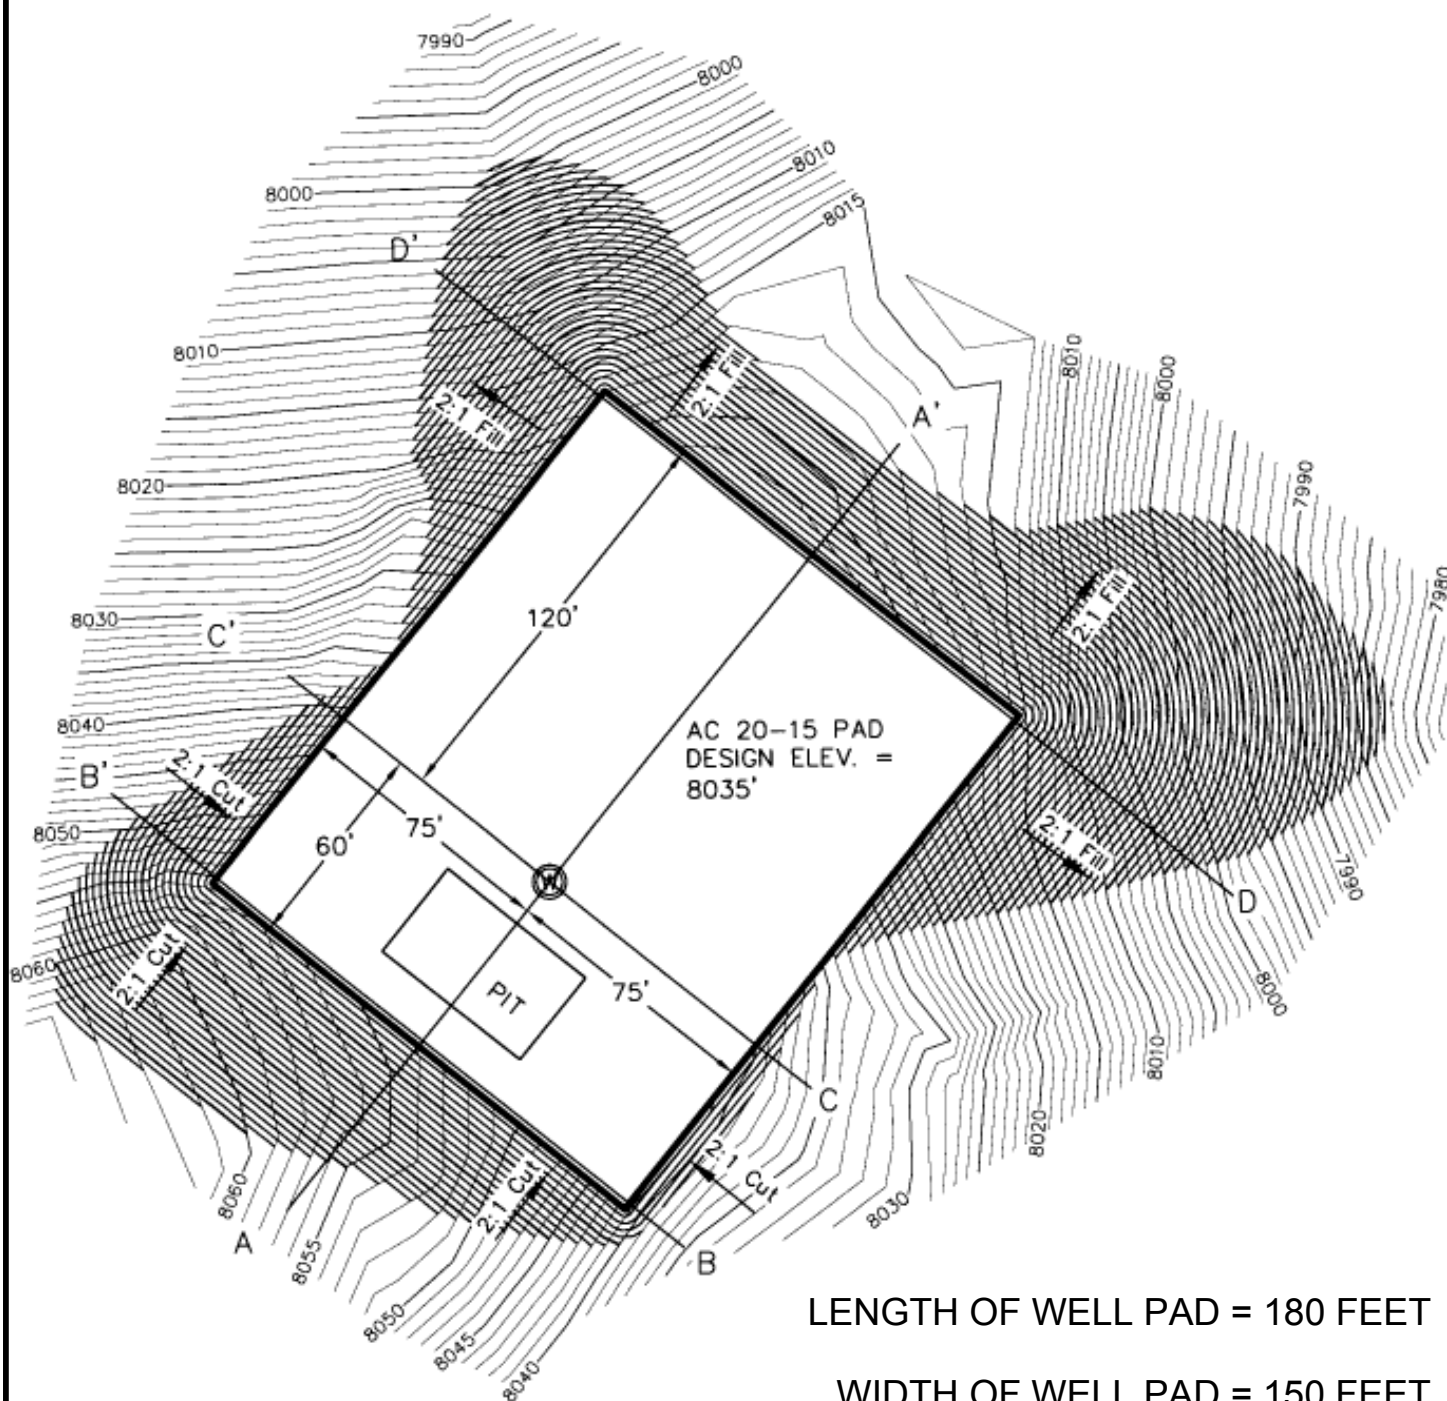 7990
8000
8010
8000
8015
D'
8010
8010
8000
2:1 Fill
2:1 Fill
A'
8020
7990
7980
120'
2:1 Fill
8030
C'
8040
AC 20-15 PAD
DESIGN ELEV. =
8035'
B'
2:1 Cut
8050
75'
60'
2:1 Fill
W
7990
D
8060
2:1 Cut
PIT
75'
8000
8010
C
8020
2:1 Cut
2:1 Cut
8060
8030
A
8055
B
8050
8045
8040
LENGTH OF WELL PAD = 180 FEET
WIDTH OF WELL PAD = 150 FEET